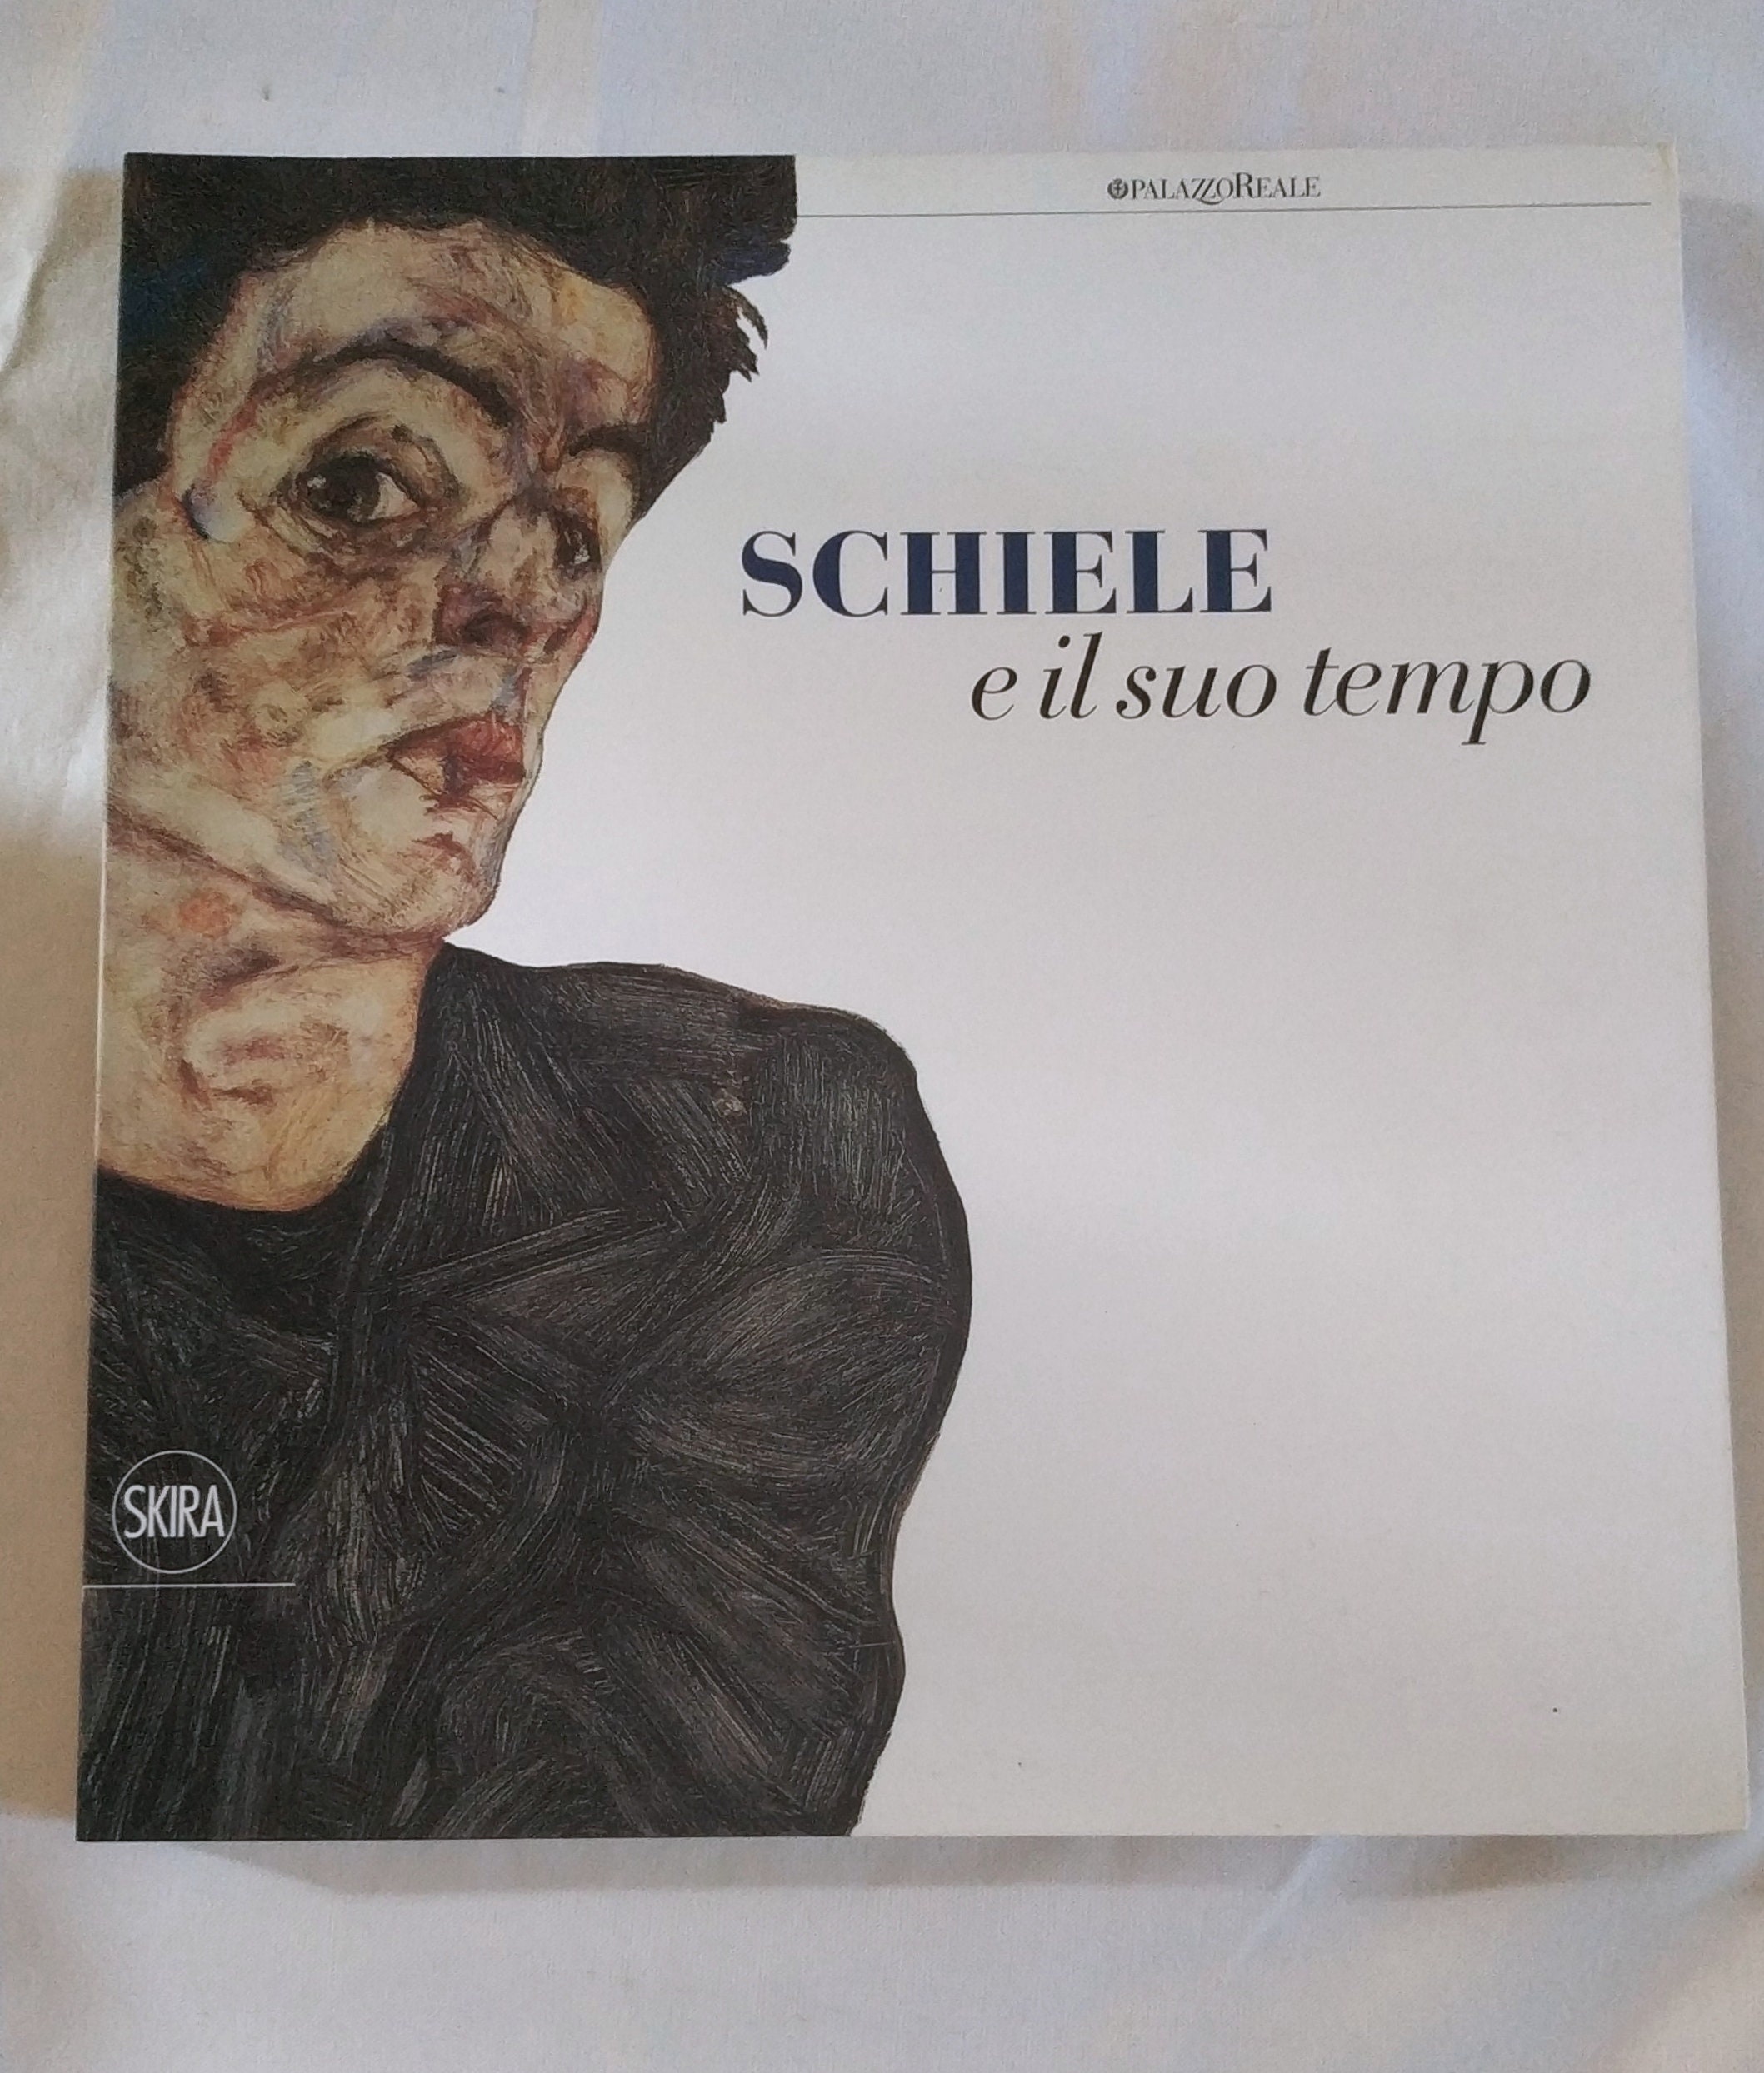 PALAZZOREALE
SCHIELE
e il suo tempo
SKIRA